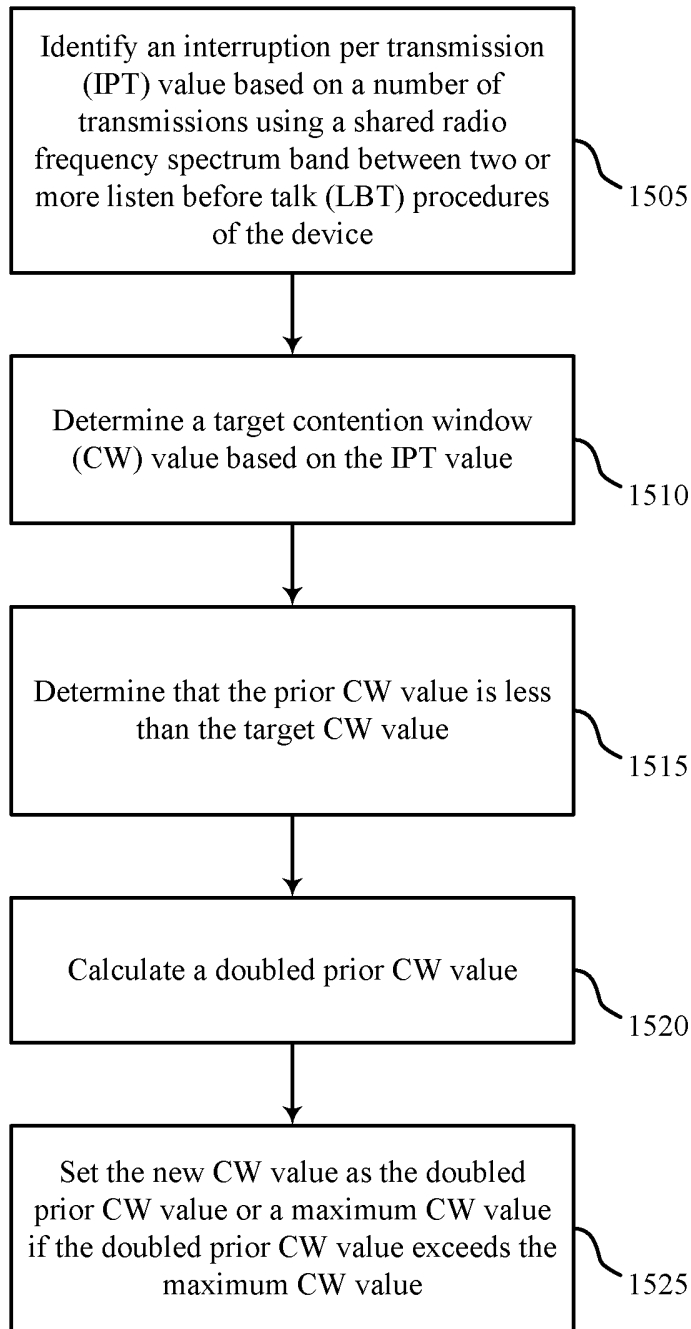 Identify an interruption per transmission
(IPT) value based on a number of
transmissions using a shared radio
frequency spectrum band between two or
more listen before talk (LBT) procedures
of the device
1505
Determine a target contention window
(CW) value based on the IPT value
1510
Determine that the prior CW value is less
than the target CW value
1515
Calculate a doubled prior CW value
1520
Set the new CW value as the doubled
prior CW value or a maximum CW value
if the doubled prior CW value exceeds the
maximum CW value
1525